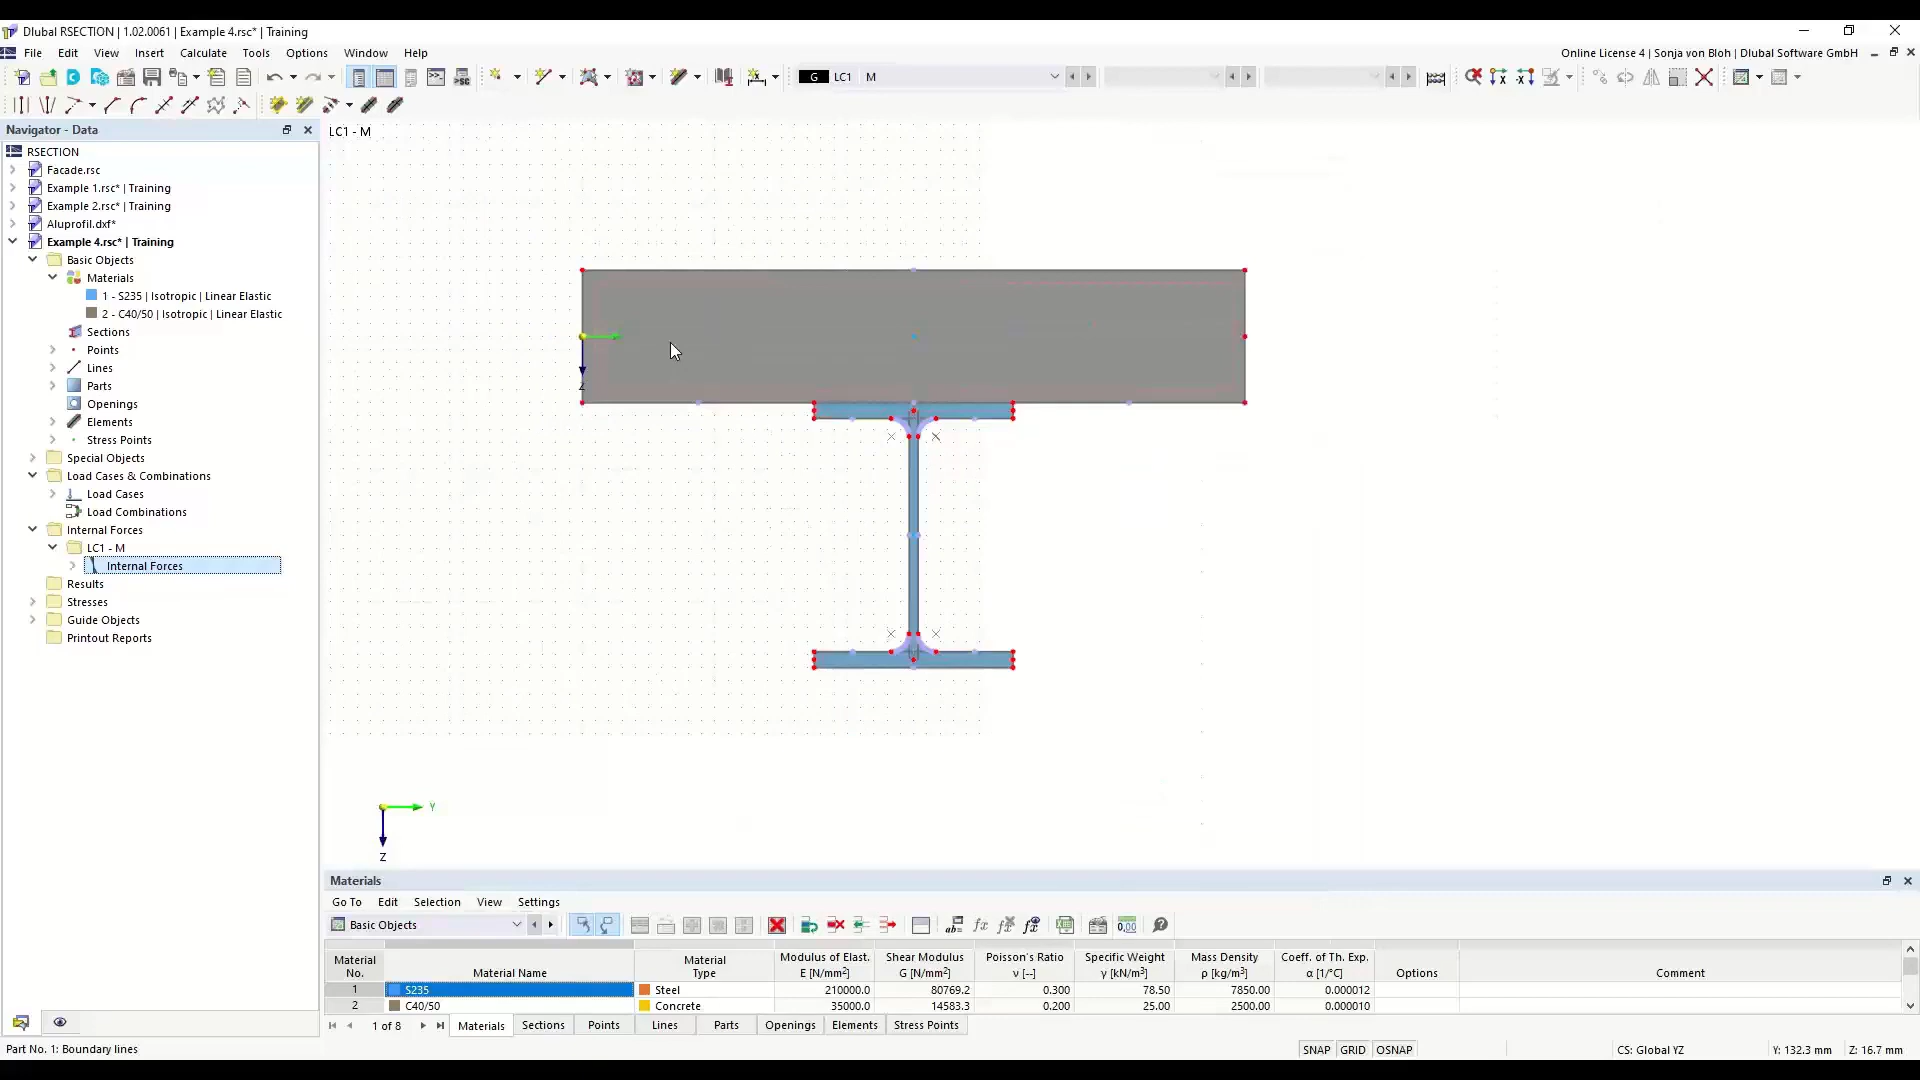 Dlubal RSECTION | 1.02.0061 | Example 4.rsc* | Training
File Edit View Insert Calculate Tools Options Window Help
Online License 4 | Sonja von Bloh | Dlubal Software GmbH
G LC1 M
Navigator - Data
LC1 - M
RSECTION
Facade.rsc
Example 1.rsc* | Training
Example 2.rsc* | Training
Aluprofil.dxf*
Example 4.rsc* | Training
Basic Objects
Materials
1 - S235 | Isotropic | Linear Elastic
2 - C40/50 | Isotropic | Linear Elastic
Sections
Points
Lines
Parts
Openings
Elements
Stress Points
Special Objects
Load Cases & Combinations
Load Cases
Load Combinations
Internal Forces
LC1 - M
Internal Forces
Results
Stresses
Guide Objects
Printout Reports
Z
Y
Z
Materials
Go To Edit Selection View Settings
Basic Objects
Material No. Material Name Material Type Modulus of Elast. E [N/mm²] Shear Modulus G [N/mm²] Poisson's Ratio ν [--] Specific Weight γ [kN/m³] Mass Density ρ [kg/m³] Coeff. of Th. Exp. α [1/°C] Options Comment
1 S235 Steel 210000.0 80769.2 0.300 78.50 7850.00 0.000012
2 C40/50 Concrete 35000.0 14583.3 0.200 25.00 2500.00 0.000010
1 of 8 Materials Sections Points Lines Parts Openings Elements Stress Points
Part No. 1: Boundary lines
SNAP GRID OSNAP CS: Global YZ Y: 132.3 mm Z: 16.7 mm